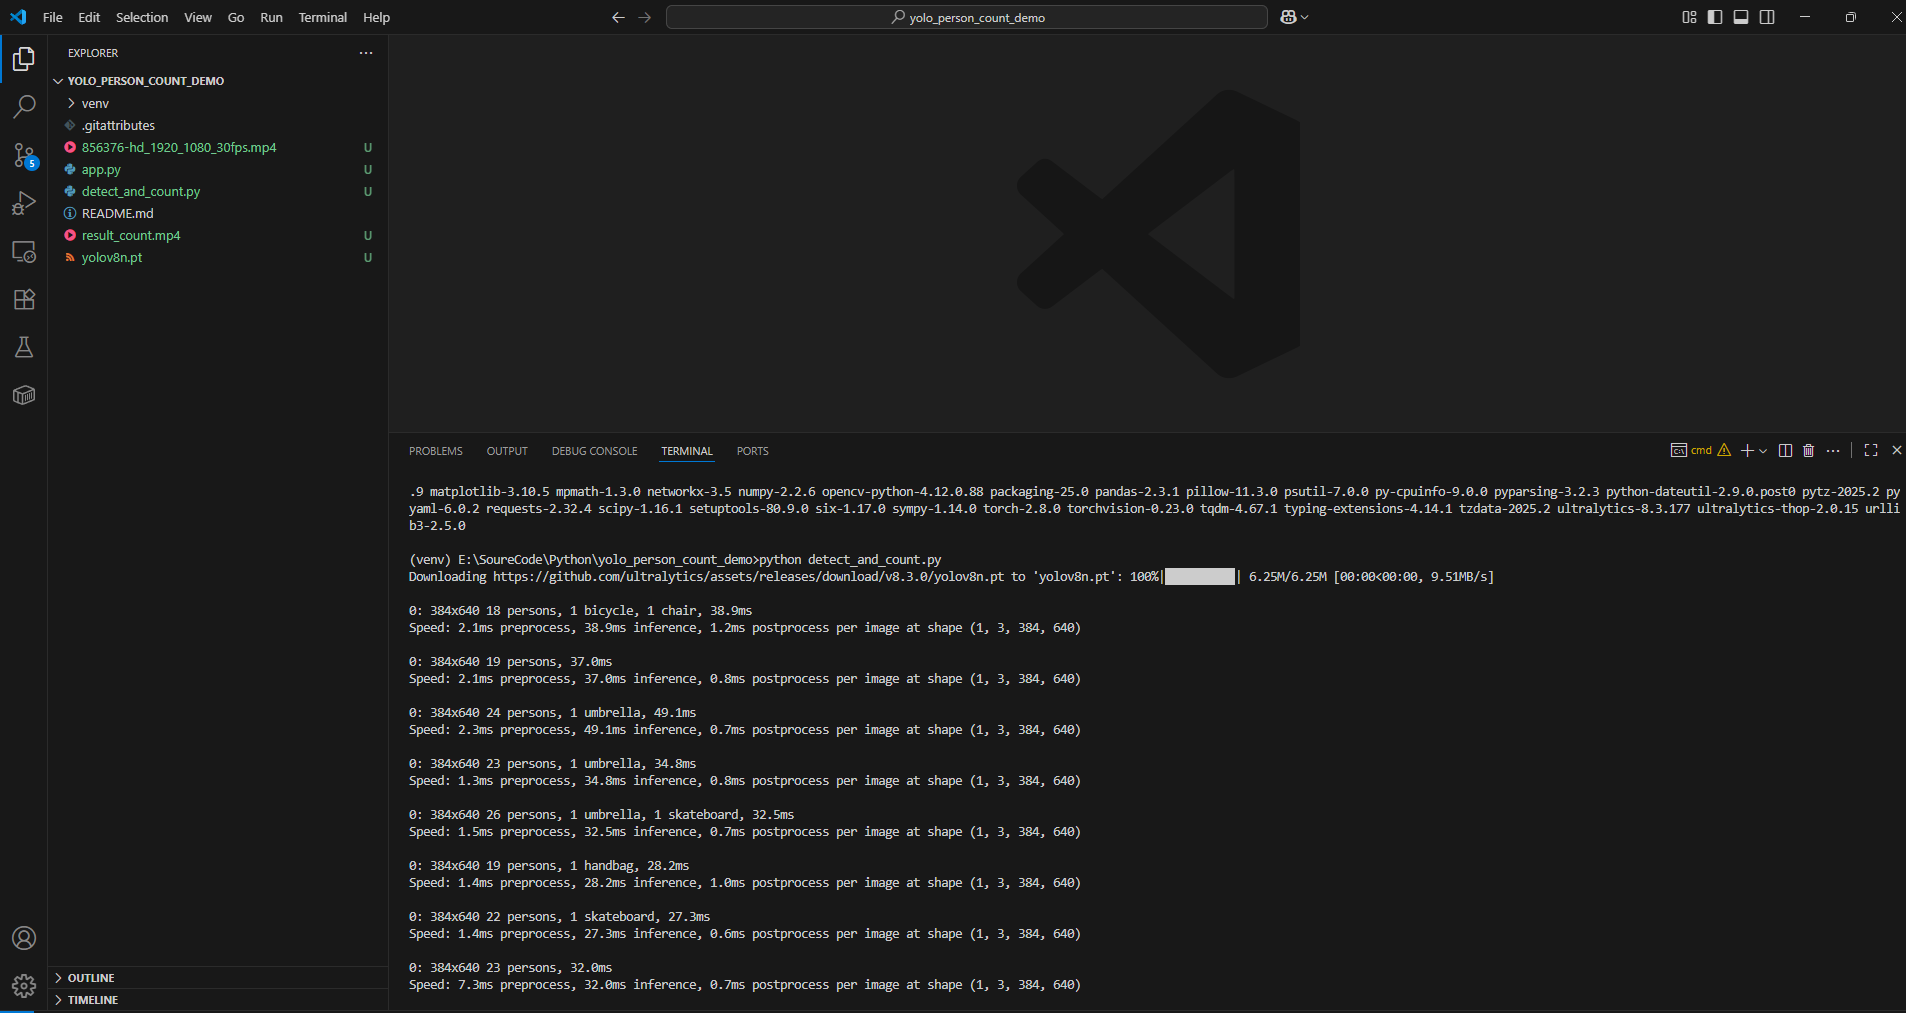 File Edit Selection View Go Run Terminal Help
yolo_person_count_demo
EXPLORER
YOLO_PERSON_COUNT_DEMO
venv
.gitattributes
856376-hd_1920_1080_30fps.mp4 U
app.py U
detect_and_count.py U
README.md
result_count.mp4 U
yolov8n.pt U
5
OUTLINE
TIMELINE
PROBLEMS OUTPUT DEBUG CONSOLE TERMINAL PORTS
cmd
.9 matplotlib-3.10.5 mpmath-1.3.0 networkx-3.5 numpy-2.2.6 opencv-python-4.12.0.88 packaging-25.0 pandas-2.3.1 pillow-11.3.0 psutil-7.0.0 py-cpuinfo-9.0.0 pyparsing-3.2.3 python-dateutil-2.9.0.post0 pytz-2025.2 py
yaml-6.0.2 requests-2.32.4 scipy-1.16.1 setuptools-80.9.0 six-1.17.0 sympy-1.14.0 torch-2.8.0 torchvision-0.23.0 tqdm-4.67.1 typing-extensions-4.14.1 tzdata-2025.2 ultralytics-8.3.177 ultralytics-thop-2.0.15 urlli
b3-2.5.0
(venv) E:\SoureCode\Python\yolo_person_count_demo>python detect_and_count.py
Downloading https://github.com/ultralytics/assets/releases/download/v8.3.0/yolov8n.pt to 'yolov8n.pt': 100%|██████████| 6.25M/6.25M [00:00<00:00, 9.51MB/s]
0: 384x640 18 persons, 1 bicycle, 1 chair, 38.9ms
Speed: 2.1ms preprocess, 38.9ms inference, 1.2ms postprocess per image at shape (1, 3, 384, 640)
0: 384x640 19 persons, 37.0ms
Speed: 2.1ms preprocess, 37.0ms inference, 0.8ms postprocess per image at shape (1, 3, 384, 640)
0: 384x640 24 persons, 1 umbrella, 49.1ms
Speed: 2.3ms preprocess, 49.1ms inference, 0.7ms postprocess per image at shape (1, 3, 384, 640)
0: 384x640 23 persons, 1 umbrella, 34.8ms
Speed: 1.3ms preprocess, 34.8ms inference, 0.8ms postprocess per image at shape (1, 3, 384, 640)
0: 384x640 26 persons, 1 umbrella, 1 skateboard, 32.5ms
Speed: 1.5ms preprocess, 32.5ms inference, 0.7ms postprocess per image at shape (1, 3, 384, 640)
0: 384x640 19 persons, 1 handbag, 28.2ms
Speed: 1.4ms preprocess, 28.2ms inference, 1.0ms postprocess per image at shape (1, 3, 384, 640)
0: 384x640 22 persons, 1 skateboard, 27.3ms
Speed: 1.4ms preprocess, 27.3ms inference, 0.6ms postprocess per image at shape (1, 3, 384, 640)
0: 384x640 23 persons, 32.0ms
Speed: 7.3ms preprocess, 32.0ms inference, 0.7ms postprocess per image at shape (1, 3, 384, 640)